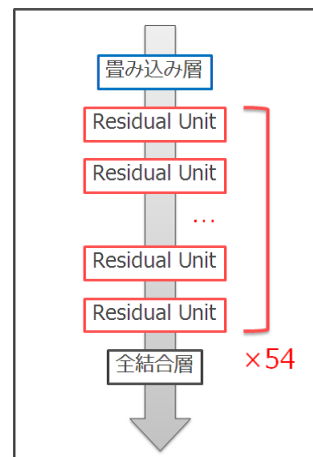 畳み込み層
Residual Unit
Residual Unit
…
Residual Unit
Residual Unit
全結合層
×54